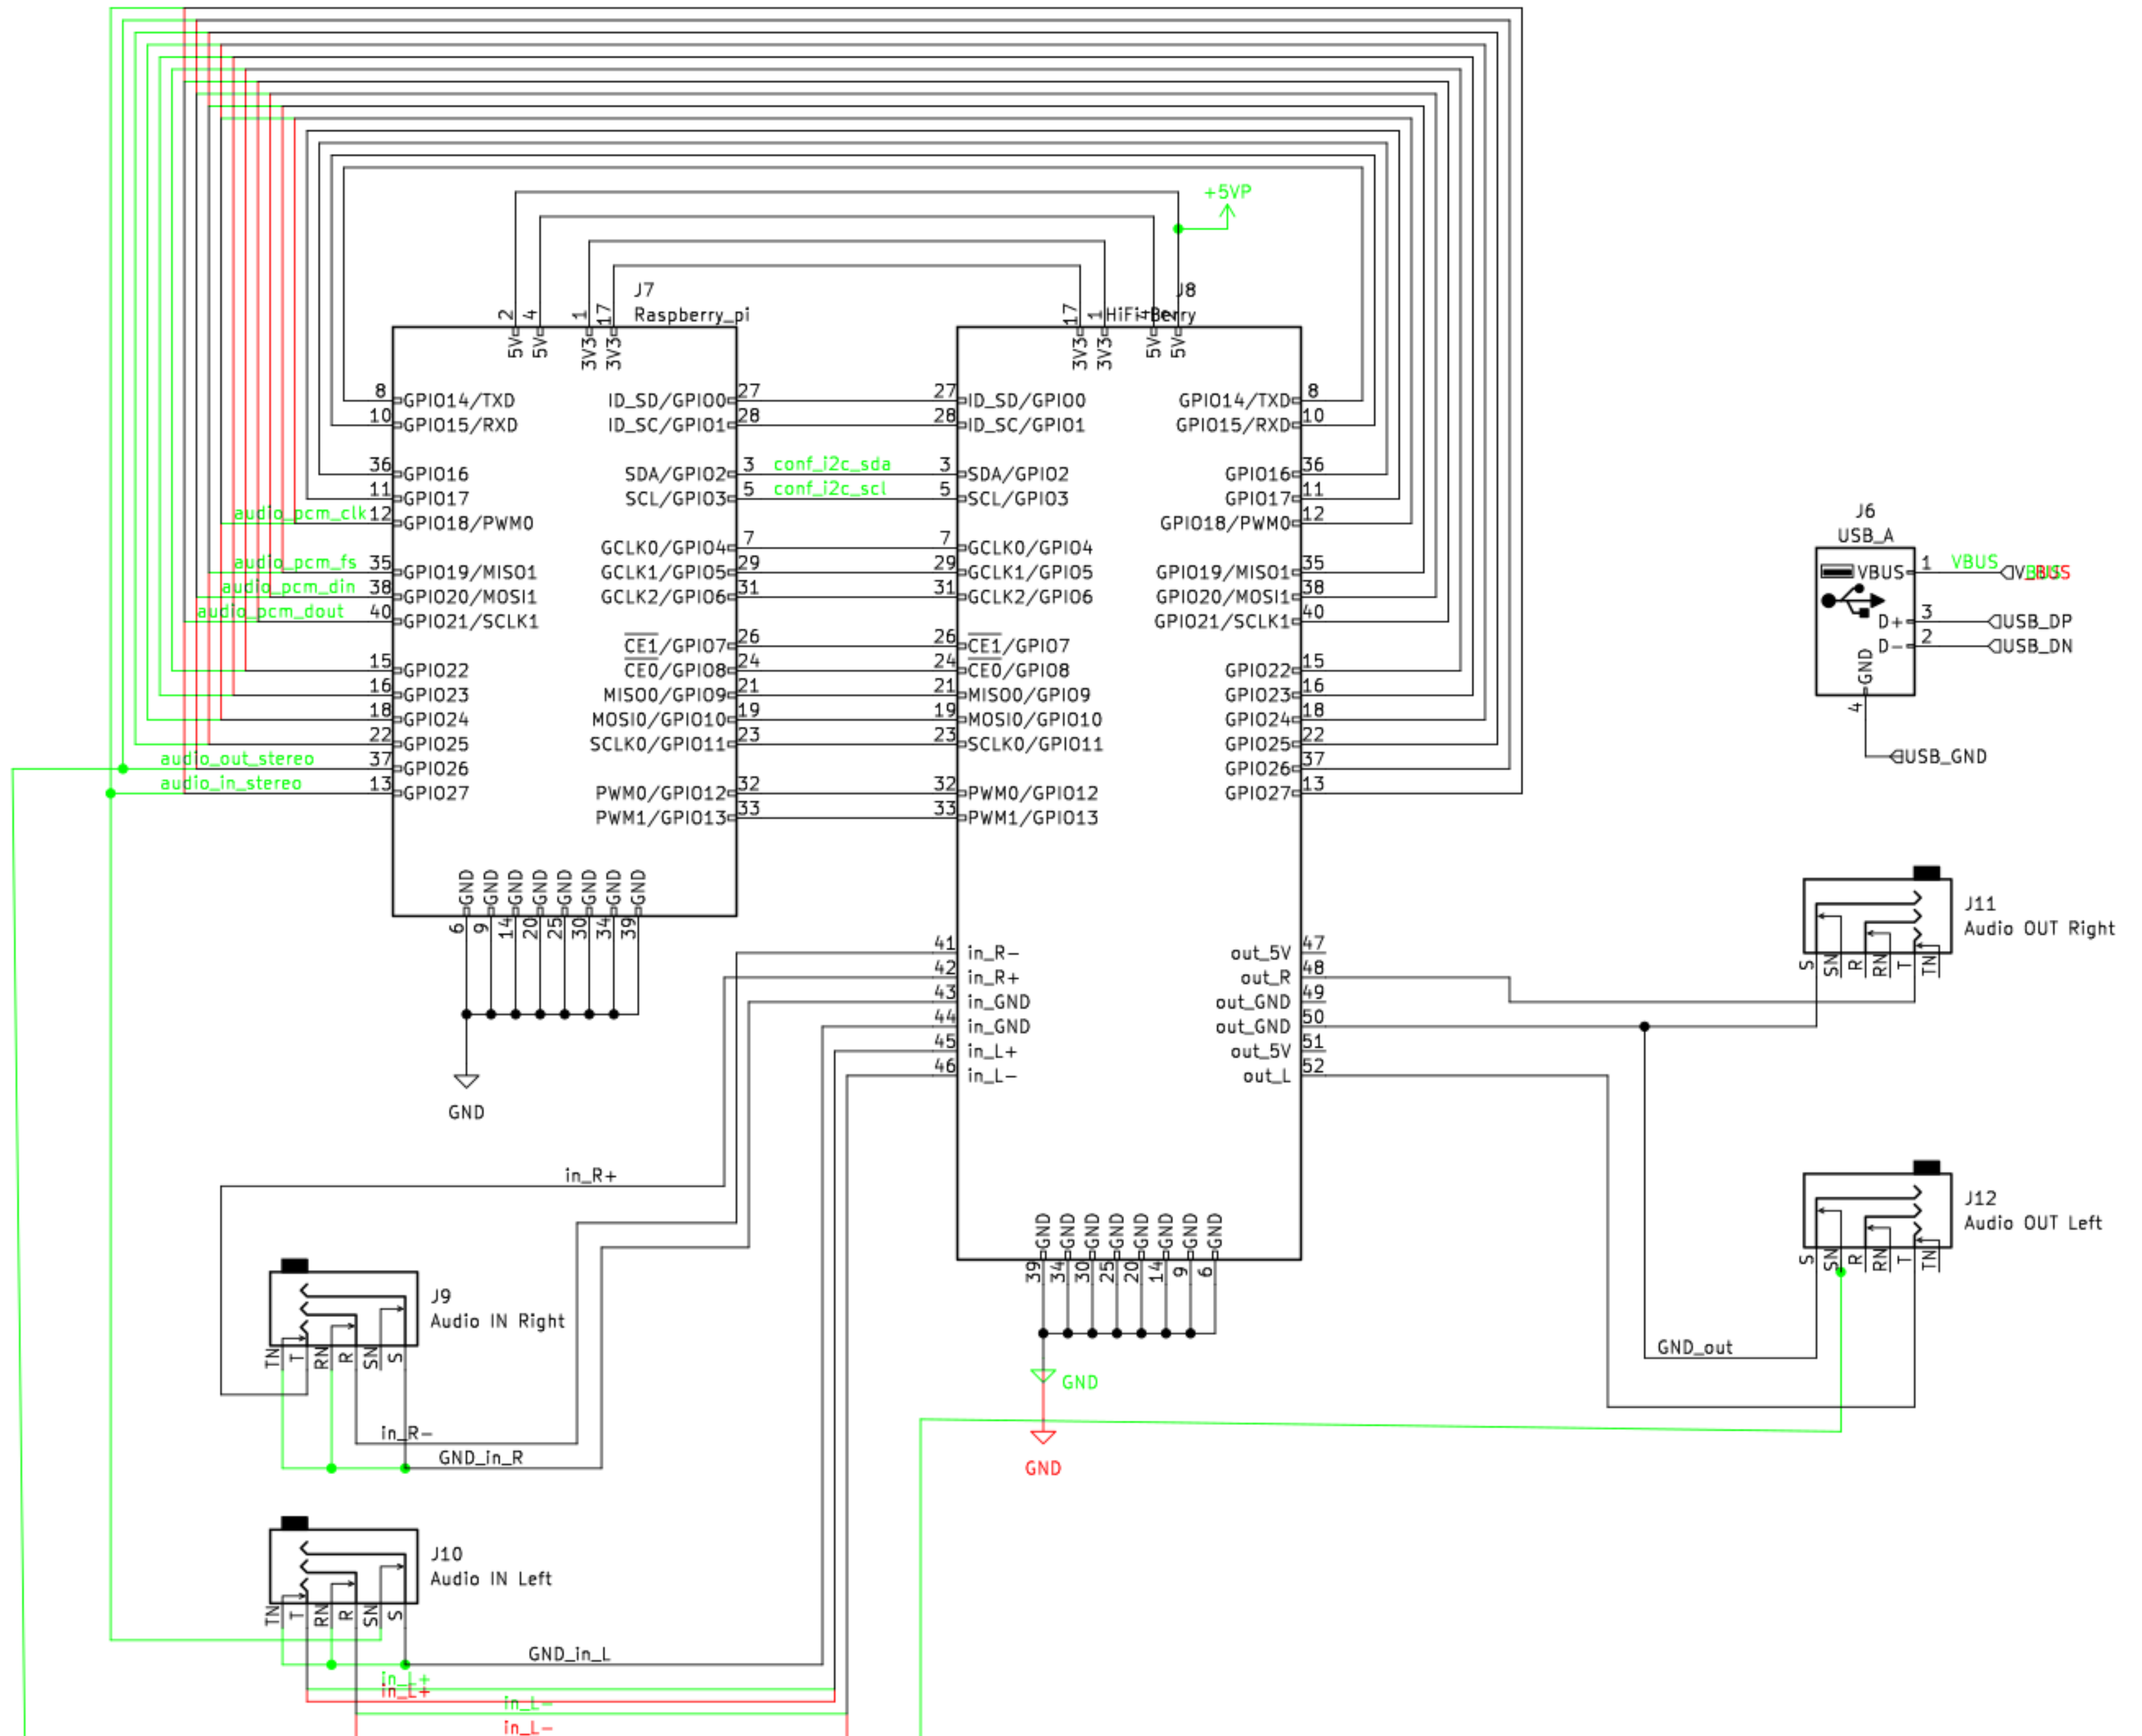 +5VP
J7
Raspberry_pi
J8
HiFi-Berry
2 4 1 17
5V 5V 3V3 3V3
17 1 4 2
3V3 3V3 5V 5V
8 GPIO14/TXD ID_SD/GPIO0 27 27 ID_SD/GPIO0 GPIO14/TXD 8
10 GPIO15/RXD ID_SC/GPIO1 28 28 ID_SC/GPIO1 GPIO15/RXD 10
36 GPIO16 SDA/GPIO2 3 conf_i2c_sda 3 SDA/GPIO2 GPIO16 36
11 GPIO17 SCL/GPIO3 5 conf_i2c_scl 5 SCL/GPIO3 GPIO17 11
audio_pcm_clk 12 GPIO18/PWM0 GPIO18/PWM0 12
GCLK0/GPIO4 7 7 GCLK0/GPIO4
audio_pcm_fs 35 GPIO19/MISO1 GCLK1/GPIO5 29 29 GCLK1/GPIO5 GPIO19/MISO1 35
audio_pcm_din 38 GPIO20/MOSI1 GCLK2/GPIO6 31 31 GCLK2/GPIO6 GPIO20/MOSI1 38
audio_pcm_dout 40 GPIO21/SCLK1 GPIO21/SCLK1 40
CE1/GPIO7 26 26 CE1/GPIO7
15 GPIO22 CE0/GPIO8 24 24 CE0/GPIO8 GPIO22 15
16 GPIO23 MISO0/GPIO9 21 21 MISO0/GPIO9 GPIO23 16
18 GPIO24 MOSI0/GPIO10 19 19 MOSI0/GPIO10 GPIO24 18
22 GPIO25 SCLK0/GPIO11 23 23 SCLK0/GPIO11 GPIO25 22
audio_out_stereo 37 GPIO26 GPIO26 37
audio_in_stereo 13 GPIO27 PWM0/GPIO12 32 32 PWM0/GPIO12 GPIO27 13
PWM1/GPIO13 33 33 PWM1/GPIO13
GND GND GND GND GND GND GND GND
6 9 14 20 25 30 34 39
GND
J6
USB_A
VBUS 1 VBUS
D+ 3 USB_DP
D- 2 USB_DN
GND
4
USB_GND
J11
Audio OUT Right
S SN R RN T TN
41 in_R- out_5V 47
42 in_R+ out_R 48
43 in_GND out_GND 49
44 in_GND out_GND 50
45 in_L+ out_5V 51
46 in_L- out_L 52
in_R+
J12
Audio OUT Left
S SN R RN T TN
GND_out
GND GND GND GND GND GND GND GND
39 34 30 25 20 14 9 6
GND
GND
J9
Audio IN Right
TN T RN R SN S
in_R-
GND_in_R
J10
Audio IN Left
TN T RN R SN S
GND_in_L
in_L+
in_L+
in_L-
in_L-